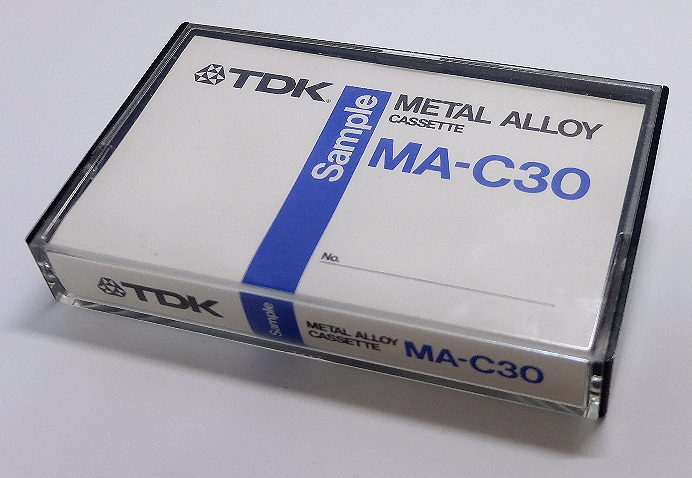 TDK
Sample
METAL ALLOY
CASSETTE
MA-C30
No.
TDK
Sample
METAL ALLOY
CASSETTE
MA-C30